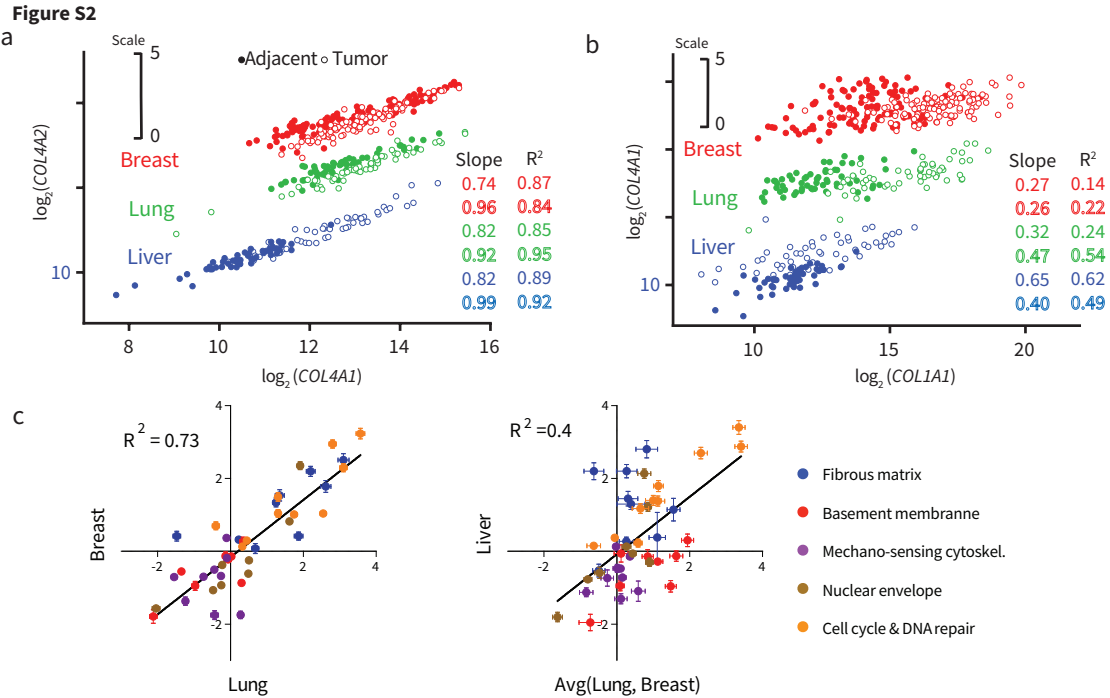 Figure S2
a
Scale
5
0
Adjacent Tumor
Breast
Lung
Liver
Slope R²
0.74 0.87
0.96 0.84
0.82 0.85
0.92 0.95
0.82 0.89
0.99 0.92
log₂(COL4A2)
10
8 10 12 14 16
log₂(COL4A1)
b
Scale
5
0
Breast
Lung
Liver
Slope R²
0.27 0.14
0.26 0.22
0.32 0.24
0.47 0.54
0.65 0.62
0.40 0.49
log₂(COL4A1)
10
10 15 20
log₂(COL1A1)
c
R² = 0.73
4
2
-2 2 4
-2
Breast
Lung
R² =0.4
4
2
-2 2 4
-2
Liver
Avg(Lung, Breast)
Fibrous matrix
Basement membranne
Mechano-sensing cytoskel.
Nuclear envelope
Cell cycle & DNA repair